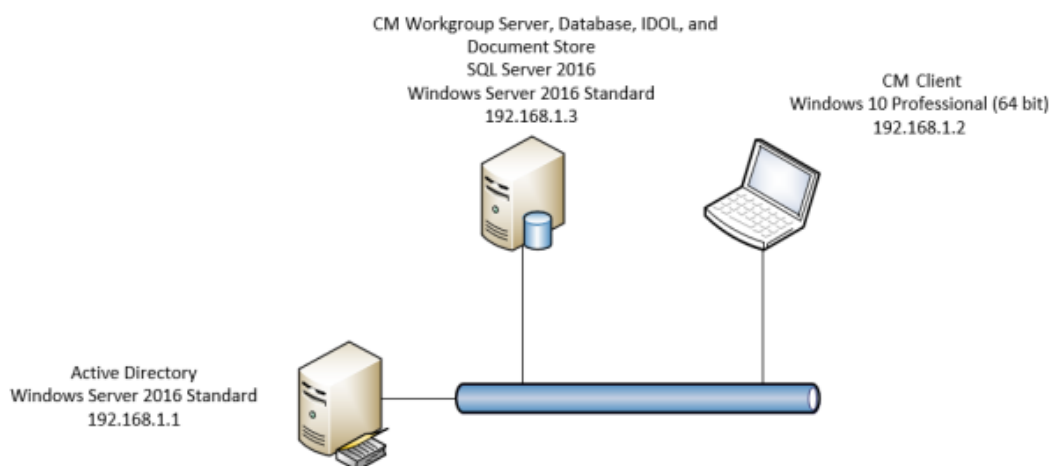 CM Workgroup Server, Database, IDOL, and
Document Store
SQL Server 2016
Windows Server 2016 Standard
192.168.1.3
CM Client
Windows 10 Professional (64 bit)
192.168.1.2
Active Directory
Windows Server 2016 Standard
192.168.1.1